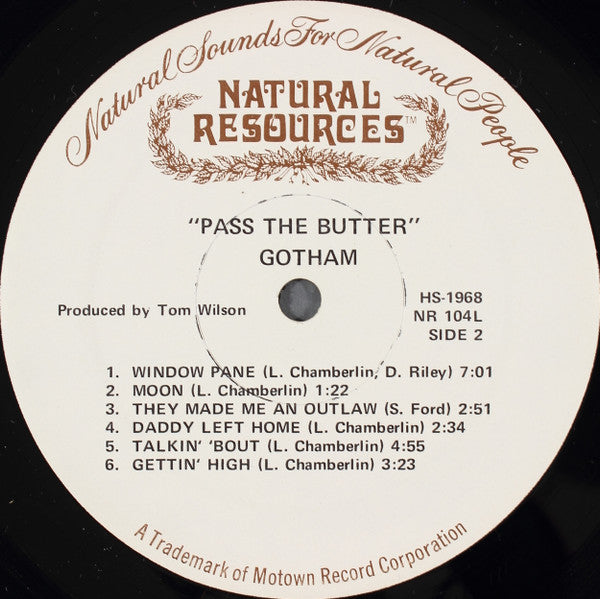 Natural Sounds For Natural People
NATURAL
RESOURCES™
"PASS THE BUTTER"
GOTHAM
Produced by Tom Wilson
HS-1968
NR 104L
SIDE 2
1. WINDOW PANE (L. Chamberlin, D. Riley) 7:01
2. MOON (L. Chamberlin) 1:22
3. THEY MADE ME AN OUTLAW (S. Ford) 2:51
4. DADDY LEFT HOME (L. Chamberlin) 2:34
5. TALKIN' 'BOUT (L. Chamberlin) 4:55
6. GETTIN' HIGH (L. Chamberlin) 3:23
A Trademark of Motown Record Corporation